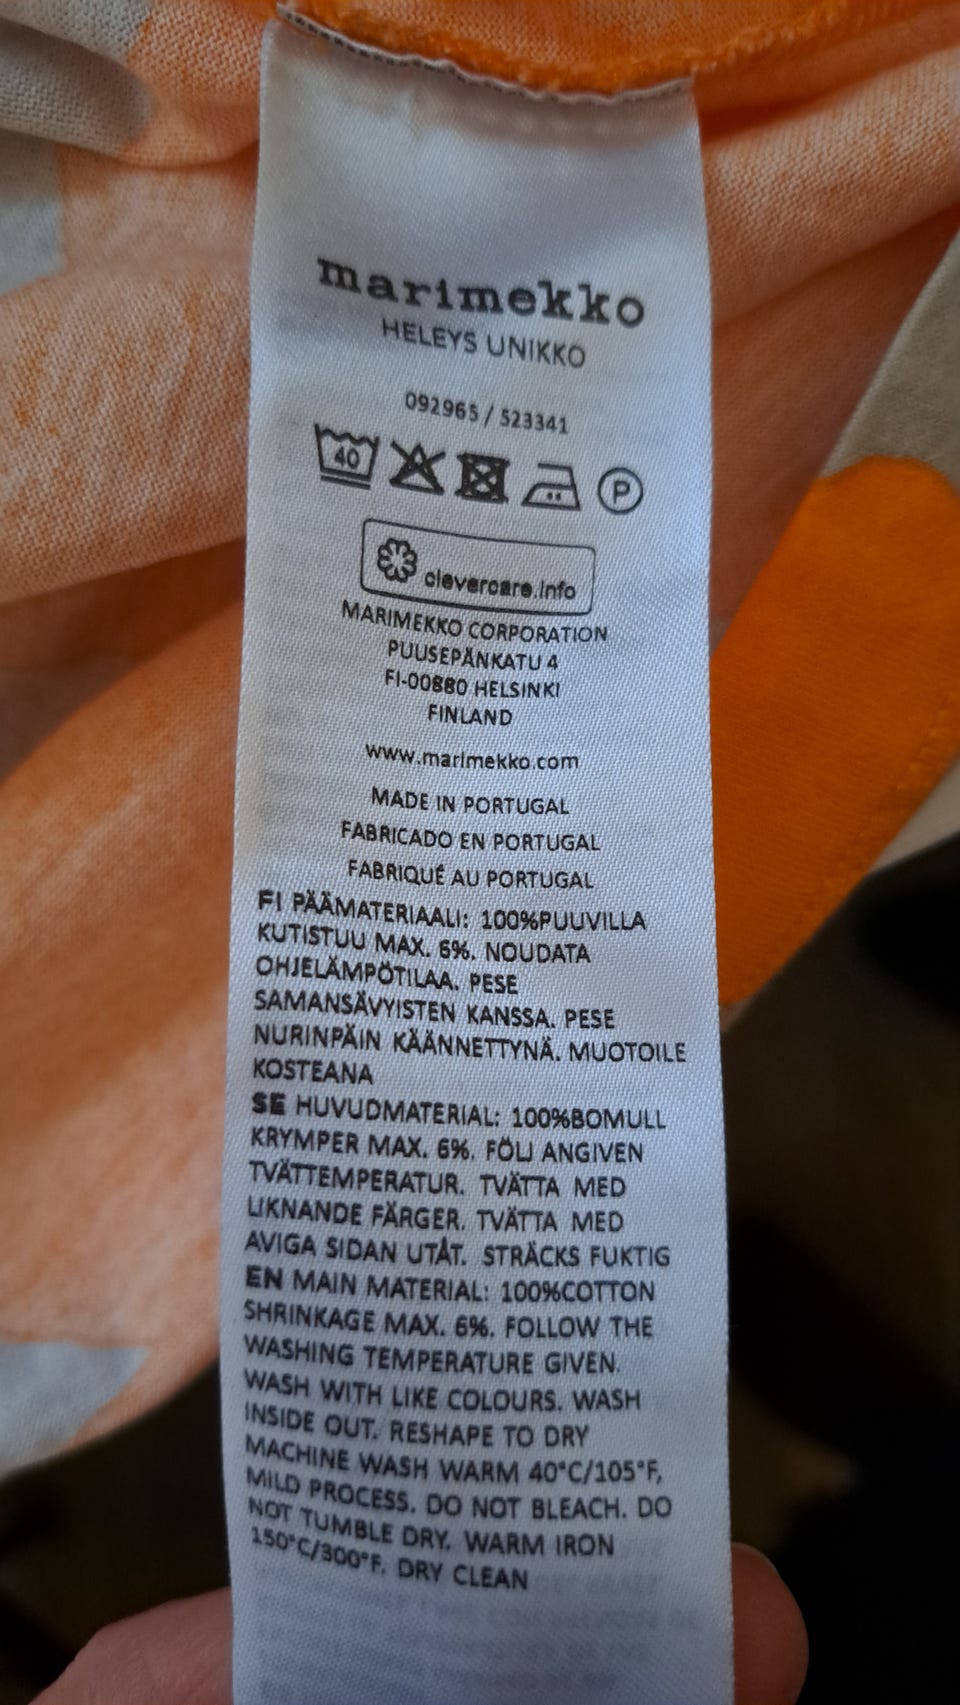 marimekko
HELEYS UNIKKO
092965 / 523341
40 P
clevercare.info
MARIMEKKO CORPORATION
PUUSEPÄNKATU 4
FI-00880 HELSINKI
FINLAND
www.marimekko.com
MADE IN PORTUGAL
FABRICADO EN PORTUGAL
FABRIQUÉ AU PORTUGAL
FI PÄÄMATERIAALI: 100%PUUVILLA
KUTISTUU MAX. 6%. NOUDATA
OHJELÄMPÖTILAA. PESE
SAMANSÄVYISTEN KANSSA. PESE
NURINPÄIN KÄÄNNETTYNÄ. MUOTOILE
KOSTEANA
SE HUVUDMATERIAL: 100%BOMULL
KRYMPER MAX. 6%. FÖLJ ANGIVEN
TVÄTTEMPERATUR. TVÄTTA MED
LIKNANDE FÄRGER. TVÄTTA MED
AVIGA SIDAN UTÅT. STRÄCKS FUKTIG
EN MAIN MATERIAL: 100%COTTON
SHRINKAGE MAX. 6%. FOLLOW THE
WASHING TEMPERATURE GIVEN.
WASH WITH LIKE COLOURS. WASH
INSIDE OUT. RESHAPE TO DRY
MACHINE WASH WARM 40°C/105°F,
MILD PROCESS. DO NOT BLEACH. DO
NOT TUMBLE DRY. WARM IRON
150°C/300°F. DRY CLEAN